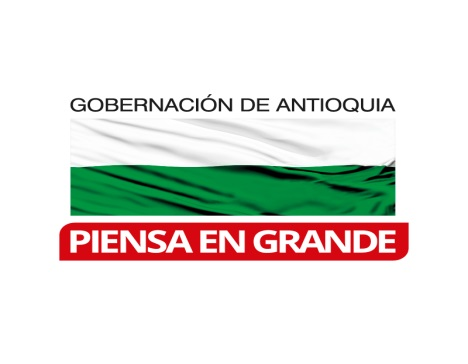 GOBERNACIÓN DE ANTIOQUIA
PIENSA EN GRANDE